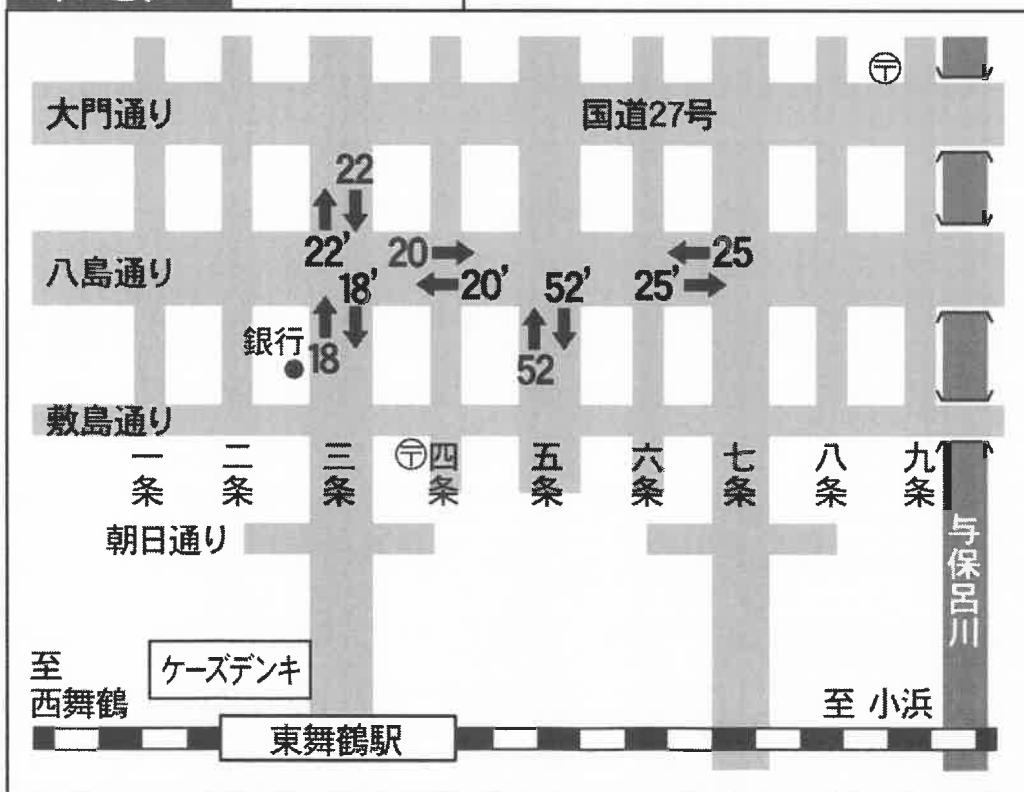 大門通り
国道27号
22
22'
20
25
八島通り
18'
20'
52'
25'
銀行
18
52
敷島通り
一条
二条
三条
四条
五条
六条
七条
八条
九条
朝日通り
与保呂川
ケーズデンキ
至
西舞鶴
至 小浜
東舞鶴駅